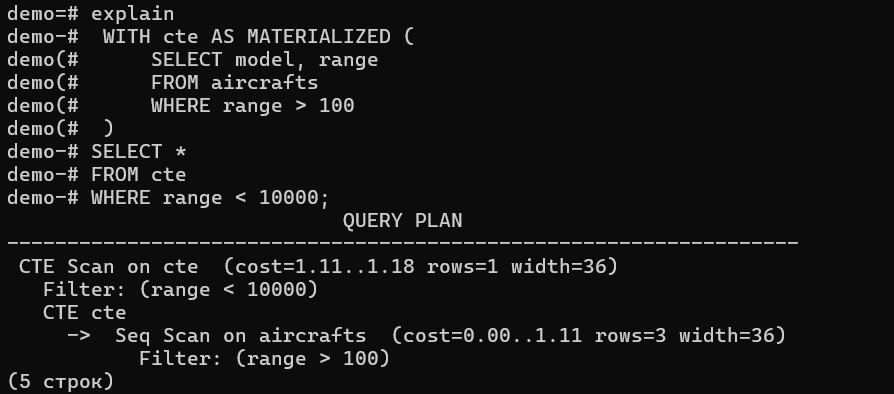 demo=# explain
demo-#  WITH cte AS MATERIALIZED (
demo(#      SELECT model, range
demo(#      FROM aircrafts
demo(#      WHERE range > 100
demo(#  )
demo-# SELECT *
demo-# FROM cte
demo-# WHERE range < 10000;
                            QUERY PLAN
------------------------------------------------------------------
 CTE Scan on cte  (cost=1.11..1.18 rows=1 width=36)
   Filter: (range < 10000)
   CTE cte
     ->  Seq Scan on aircrafts  (cost=0.00..1.11 rows=3 width=36)
           Filter: (range > 100)
(5 строк)